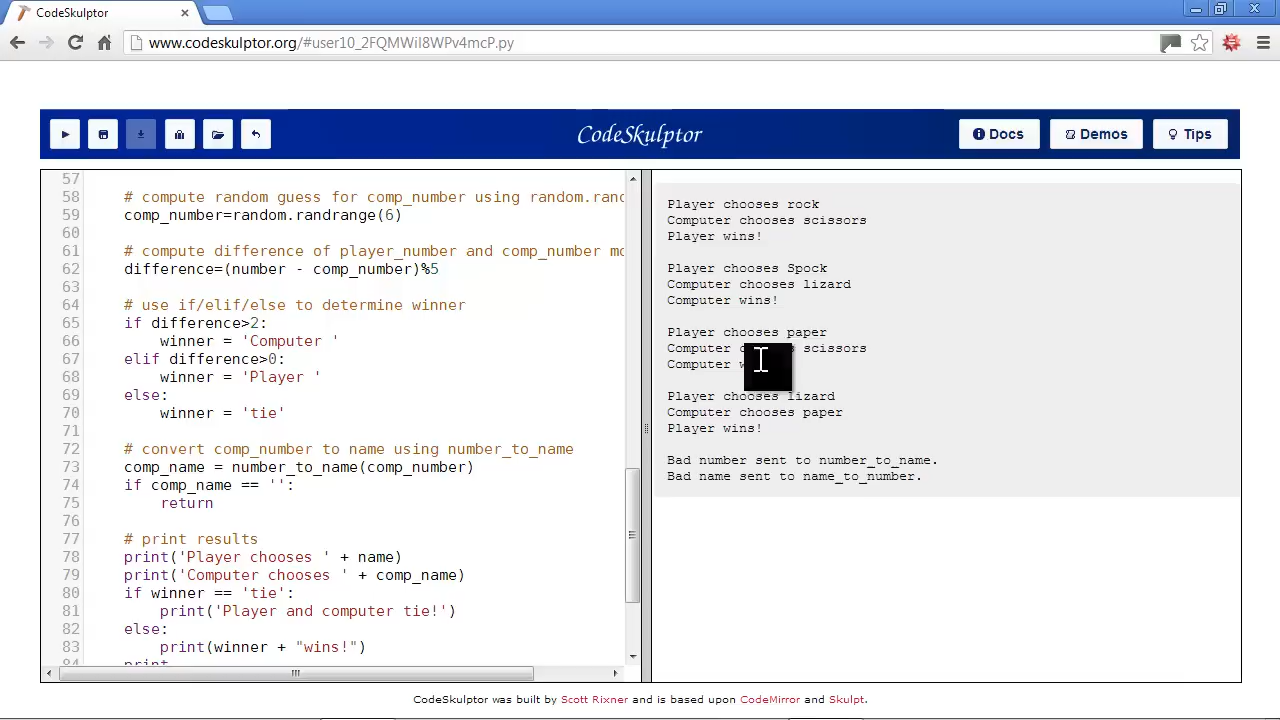 CodeSkulptor
www.codeskulptor.org/#user10_2FQMWiI8WPv4mcP.py
CodeSkulptor
Docs
Demos
Tips
57
58 # compute random guess for comp_number using random.rand
59 comp_number=random.randrange(6)
60
61 # compute difference of player_number and comp_number mo
62 difference=(number - comp_number)%5
63
64 # use if/elif/else to determine winner
65 if difference>2:
66 winner = 'Computer '
67 elif difference>0:
68 winner = 'Player '
69 else:
70 winner = 'tie'
71
72 # convert comp_number to name using number_to_name
73 comp_name = number_to_name(comp_number)
74 if comp_name == '':
75 return
76
77 # print results
78 print('Player chooses ' + name)
79 print('Computer chooses ' + comp_name)
80 if winner == 'tie':
81 print('Player and computer tie!')
82 else:
83 print(winner + "wins!")
84 print
Player chooses rock
Computer chooses scissors
Player wins!
Player chooses Spock
Computer chooses lizard
Computer wins!
Player chooses paper
Computer scissors
Computer
Player chooses lizard
Computer chooses paper
Player wins!
Bad number sent to number_to_name.
Bad name sent to name_to_number.
CodeSkulptor was built by Scott Rixner and is based upon CodeMirror and Skulpt.